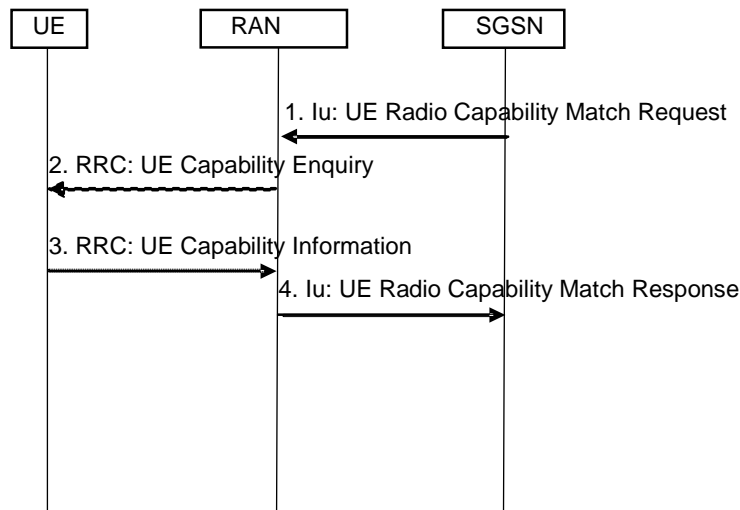 UE
RAN
SGSN
1. Iu: UE Radio Capability Match Request
2. RRC: UE Capability Enquiry
3. RRC: UE Capability Information
4. Iu: UE Radio Capability Match Response